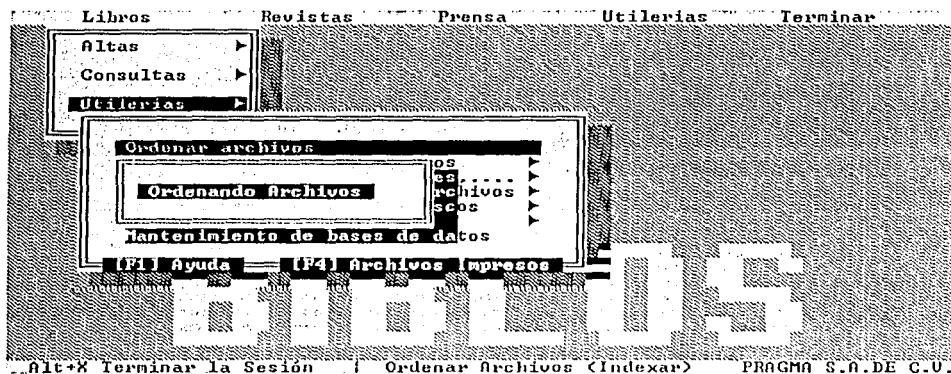 Libros Revistas Prensa Utilerias Terminar
Altas
Consultas
Utilerias
Ordenar archivos
os
es.....
Ordenando Archivos rchivos
scos
Mantenimiento de bases de datos
[F1] Ayuda [F4] Archivos Impresos
BIBLOS
Alt+X Terminar la Sesión | Ordenar Archivos (Indexar) PRAGMA S.A.DE C.V.